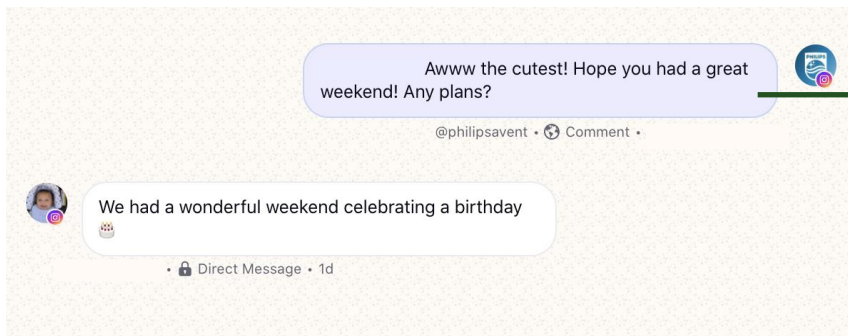 Awww the cutest! Hope you had a great
weekend! Any plans?
PHILIPS
@philipsavent • Comment •
We had a wonderful weekend celebrating a birthday
🎂
• Direct Message • 1d